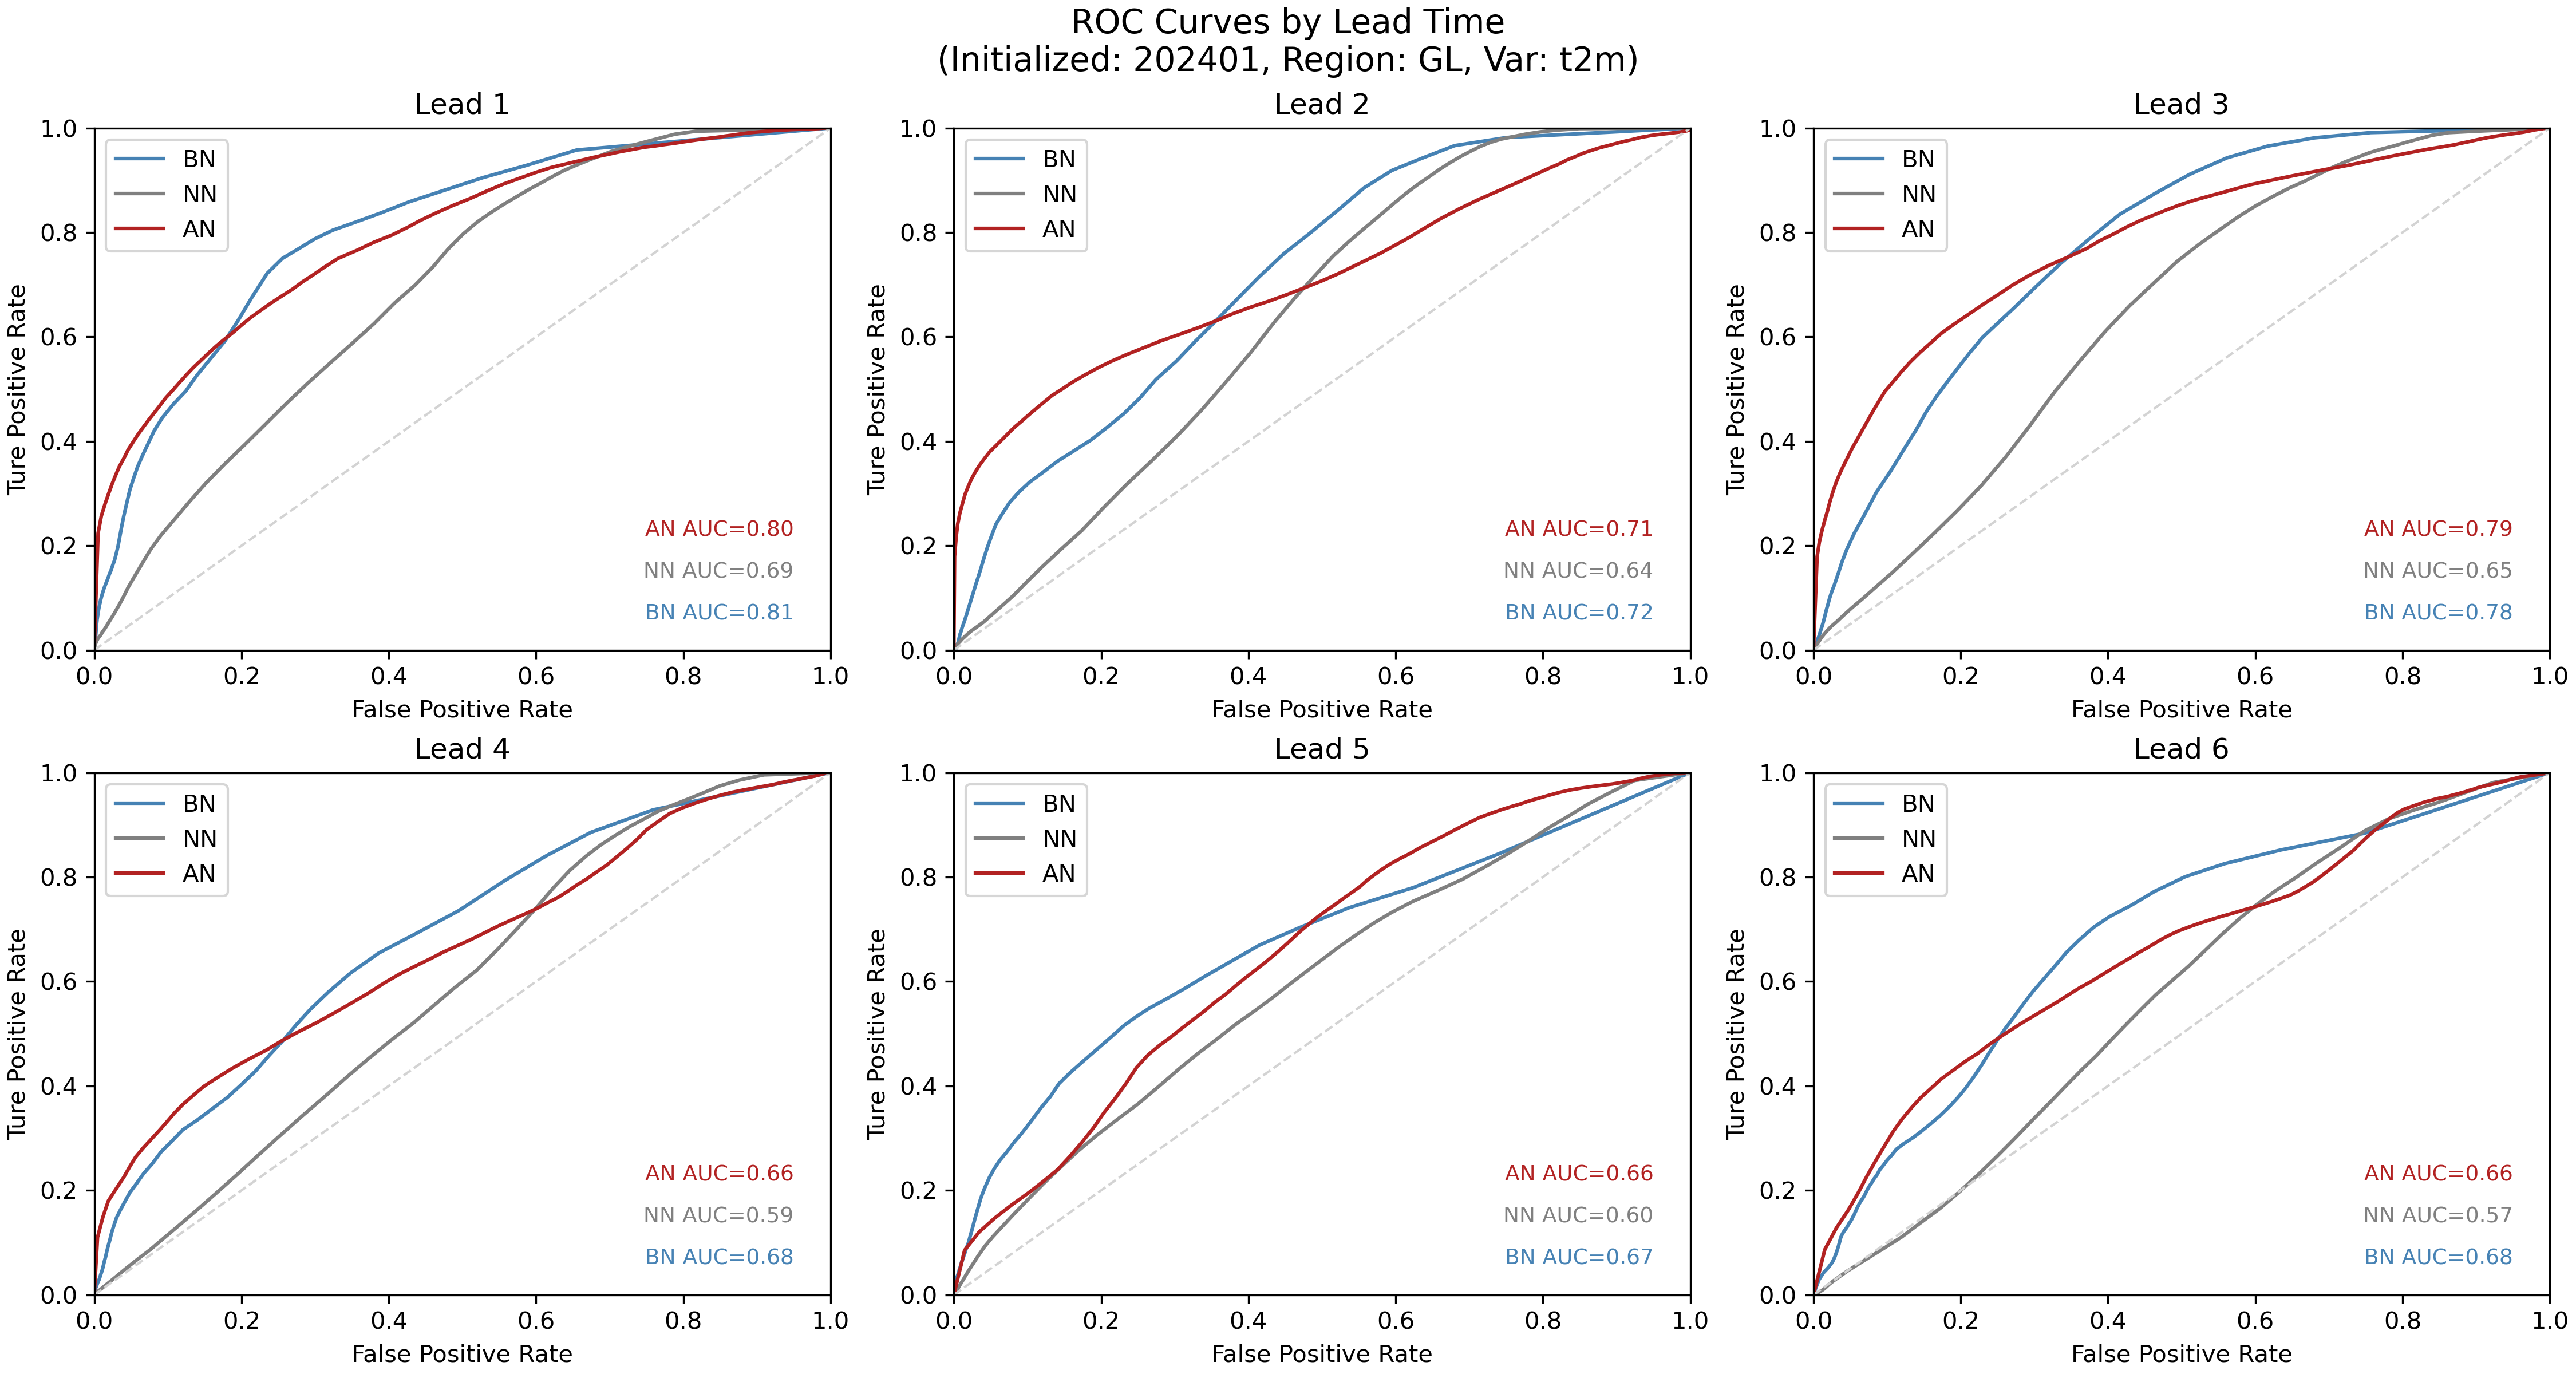 ROC Curves by Lead Time
(Initialized: 202401, Region: GL, Var: t2m)
Lead 1
1.0
0.8
0.6
0.4
0.2
0.0
Ture Positive Rate
BN
NN
AN
AN AUC=0.80
NN AUC=0.69
BN AUC=0.81
0.0 0.2 0.4 0.6 0.8 1.0
False Positive Rate
Lead 2
1.0
0.8
0.6
0.4
0.2
0.0
Ture Positive Rate
BN
NN
AN
AN AUC=0.71
NN AUC=0.64
BN AUC=0.72
0.0 0.2 0.4 0.6 0.8 1.0
False Positive Rate
Lead 3
1.0
0.8
0.6
0.4
0.2
0.0
Ture Positive Rate
BN
NN
AN
AN AUC=0.79
NN AUC=0.65
BN AUC=0.78
0.0 0.2 0.4 0.6 0.8 1.0
False Positive Rate
Lead 4
1.0
0.8
0.6
0.4
0.2
0.0
Ture Positive Rate
BN
NN
AN
AN AUC=0.66
NN AUC=0.59
BN AUC=0.68
0.0 0.2 0.4 0.6 0.8 1.0
False Positive Rate
Lead 5
1.0
0.8
0.6
0.4
0.2
0.0
Ture Positive Rate
BN
NN
AN
AN AUC=0.66
NN AUC=0.60
BN AUC=0.67
0.0 0.2 0.4 0.6 0.8 1.0
False Positive Rate
Lead 6
1.0
0.8
0.6
0.4
0.2
0.0
Ture Positive Rate
BN
NN
AN
AN AUC=0.66
NN AUC=0.57
BN AUC=0.68
0.0 0.2 0.4 0.6 0.8 1.0
False Positive Rate